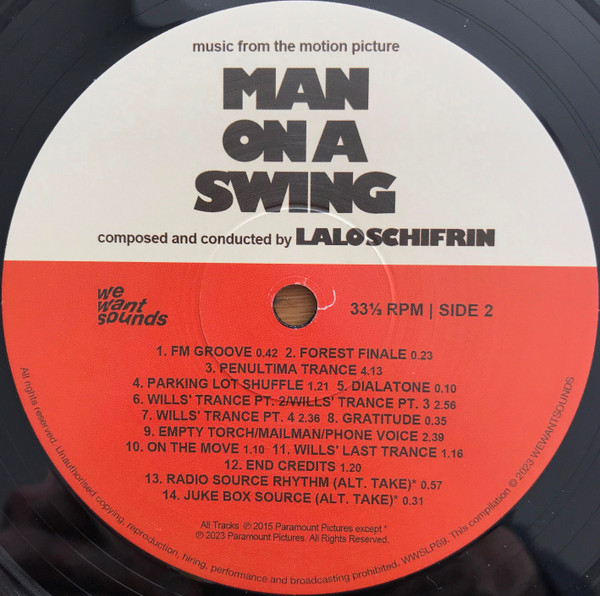 music from the motion picture
MAN
ON A
SWING
composed and conducted by LALO SCHIFRIN
we
want
sounds
33⅓ RPM | SIDE 2
1. FM GROOVE 0.42 2. FOREST FINALE 0.23
3. PENULTIMA TRANCE 4.13
4. PARKING LOT SHUFFLE 1.21 5. DIALATONE 0.10
6. WILLS' TRANCE PT. 2/WILLS' TRANCE PT. 3 2.56
7. WILLS' TRANCE PT. 4 2.36 8. GRATITUDE 0.35
9. EMPTY TORCH/MAILMAN/PHONE VOICE 2.39
10. ON THE MOVE 1.10 11. WILLS' LAST TRANCE 1.16
12. END CREDITS 1.20
13. RADIO SOURCE RHYTHM (ALT. TAKE)* 0.57
14. JUKE BOX SOURCE (ALT. TAKE)* 0.31
All Tracks ℗ 2015 Paramount Pictures except *
℗ 2023 Paramount Pictures. All Rights Reserved.
All rights reserved. Unauthorised copying, reproduction, hiring, performance and broadcasting prohibited. WWSLP69. This compilation © 2023 WEWANTSOUNDS